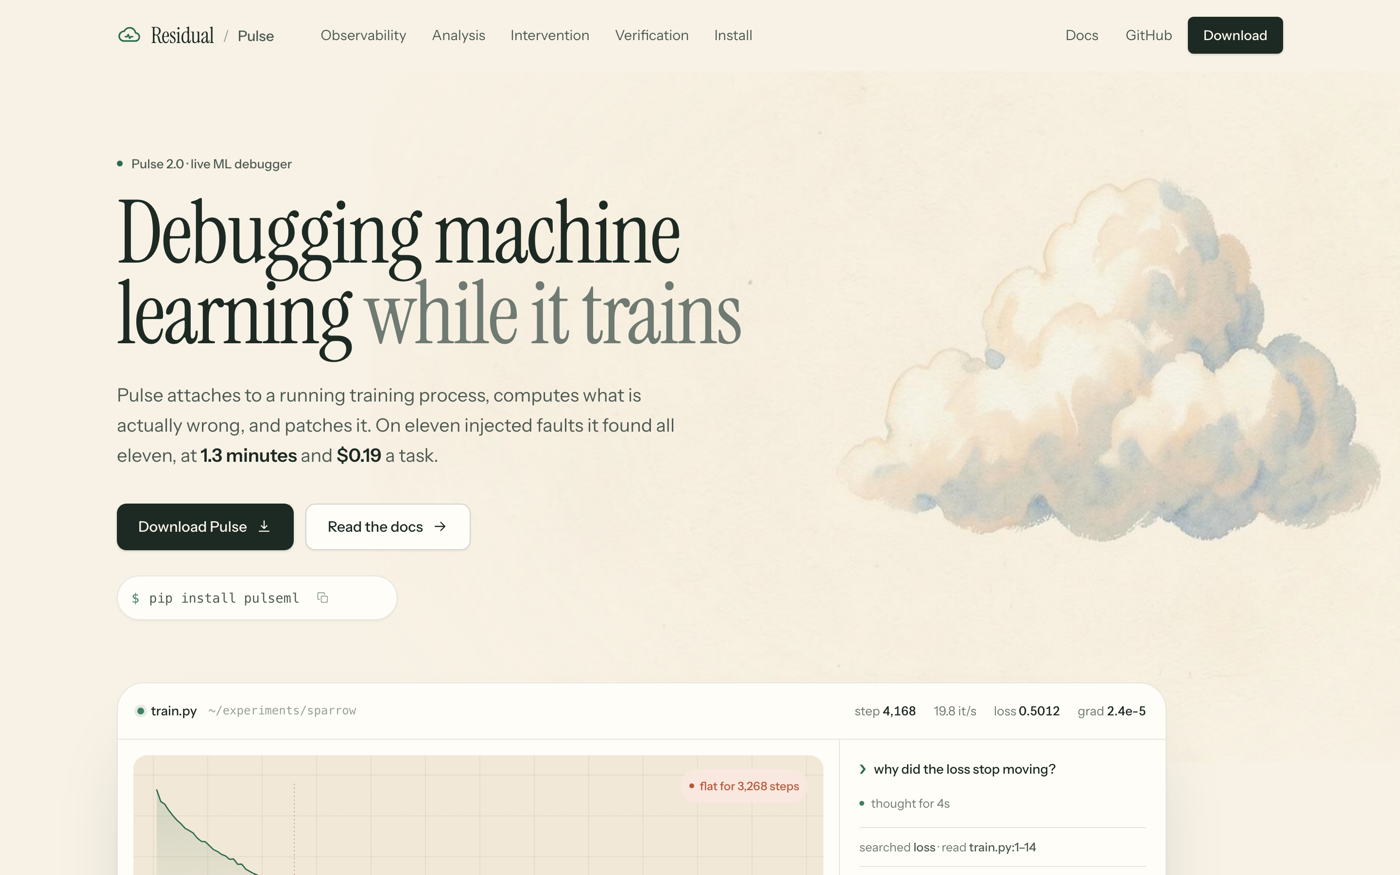 Residual / Pulse Observability Analysis Intervention Verification Install Docs GitHub Download
Pulse 2.0 · live ML debugger
Debugging machine
learning while it trains
Pulse attaches to a running training process, computes what is
actually wrong, and patches it. On eleven injected faults it found all
eleven, at 1.3 minutes and $0.19 a task.
Download Pulse Read the docs →
$ pip install pulseml
train.py ~/experiments/sparrow step 4,168 19.8 it/s loss 0.5012 grad 2.4e-5
flat for 3,268 steps
› why did the loss stop moving?
thought for 4s
searched loss · read train.py:1–14